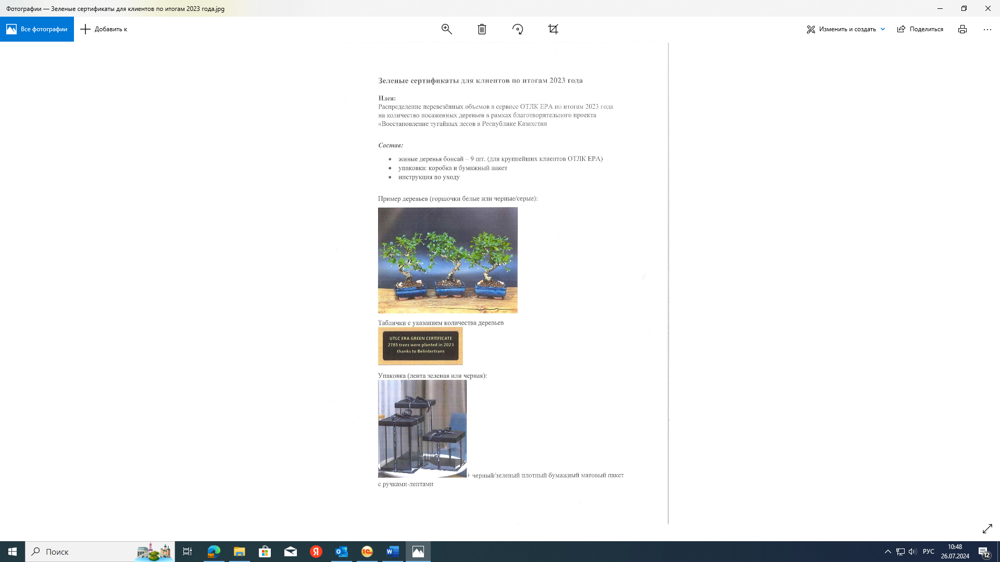 Фотографии — Зеленые сертификаты для клиентов по итогам 2023 года.jpg
Все фотографии
Добавить к
Изменить и создать
Поделиться
Зеленые сертификаты для клиентов по итогам 2023 года
Идея:
Распределение перевезённых объемов в сервисе ОТЛК ЕРА по итогам 2023 года
на количество посаженных деревьев в рамках благотворительного проекта
«Восстановление тугайных лесов в Республике Казахстан
Состав:
• живые деревья бонсай – 9 шт. (для крупнейших клиентов ОТЛК ЕРА)
• упаковка: коробка и бумажный пакет
• инструкция по уходу
Пример деревьев (горшочки белые или черные/серые):
Таблички с указанием количества деревьев
UTLC ERA GREEN CERTIFICATE
2785 trees were planted in 2023
thanks to Belintertrans
Упаковка (лента зеленая или черная):
+ черный/зеленый плотный бумажный матовый пакет
с ручками-лентами
Поиск
Я
1С
W
РУС
10:48
26.07.2024
12